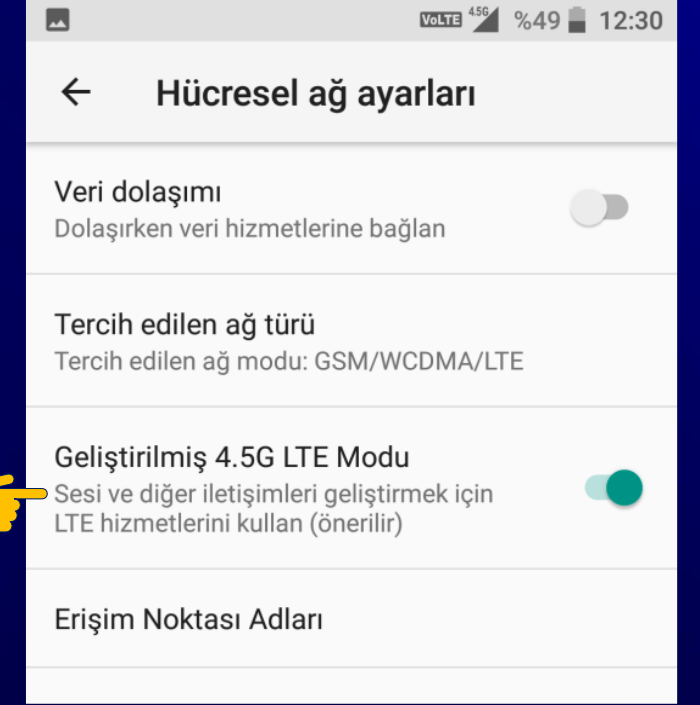 VoLTE 4.5G %49 12:30
Hücresel ağ ayarları
Veri dolaşımı
Dolaşırken veri hizmetlerine bağlan
Tercih edilen ağ türü
Tercih edilen ağ modu: GSM/WCDMA/LTE
Geliştirilmiş 4.5G LTE Modu
Sesi ve diğer iletişimleri geliştirmek için
LTE hizmetlerini kullan (önerilir)
Erişim Noktası Adları